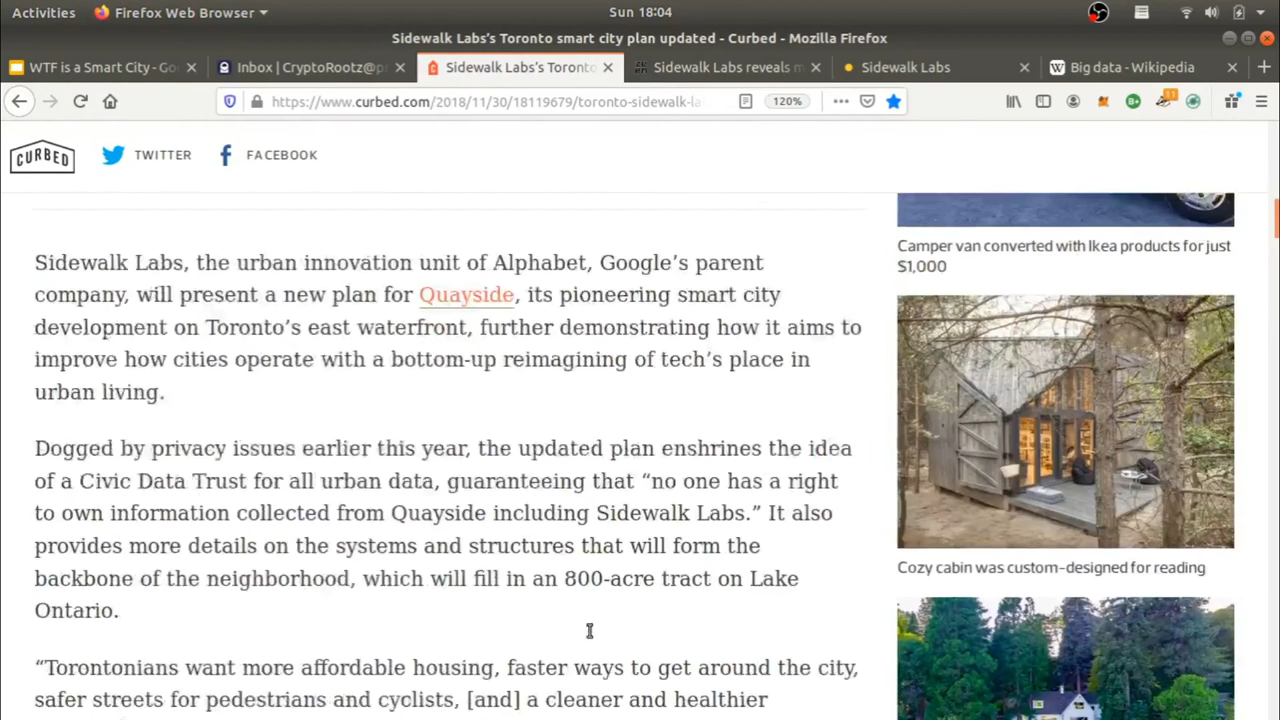 Activities Firefox Web Browser Sun 18:04
Sidewalk Labs's Toronto smart city plan updated - Curbed - Mozilla Firefox
WTF is a Smart City - Go Inbox | CryptoRootz@p Sidewalk Labs's Toronto Sidewalk Labs reveals m Sidewalk Labs Big data - Wikipedia
https://www.curbed.com/2018/11/30/18119679/toronto-sidewalk-la 120% 11
CURBED TWITTER FACEBOOK
Sidewalk Labs, the urban innovation unit of Alphabet, Google’s parent
company, will present a new plan for Quayside, its pioneering smart city
development on Toronto’s east waterfront, further demonstrating how it aims to
improve how cities operate with a bottom-up reimagining of tech’s place in
urban living.
Dogged by privacy issues earlier this year, the updated plan enshrines the idea
of a Civic Data Trust for all urban data, guaranteeing that “no one has a right
to own information collected from Quayside including Sidewalk Labs.” It also
provides more details on the systems and structures that will form the
backbone of the neighborhood, which will fill in an 800-acre tract on Lake
Ontario.
“Torontonians want more affordable housing, faster ways to get around the city,
safer streets for pedestrians and cyclists, [and] a cleaner and healthier
Camper van converted with Ikea products for just
$1,000
Cozy cabin was custom-designed for reading